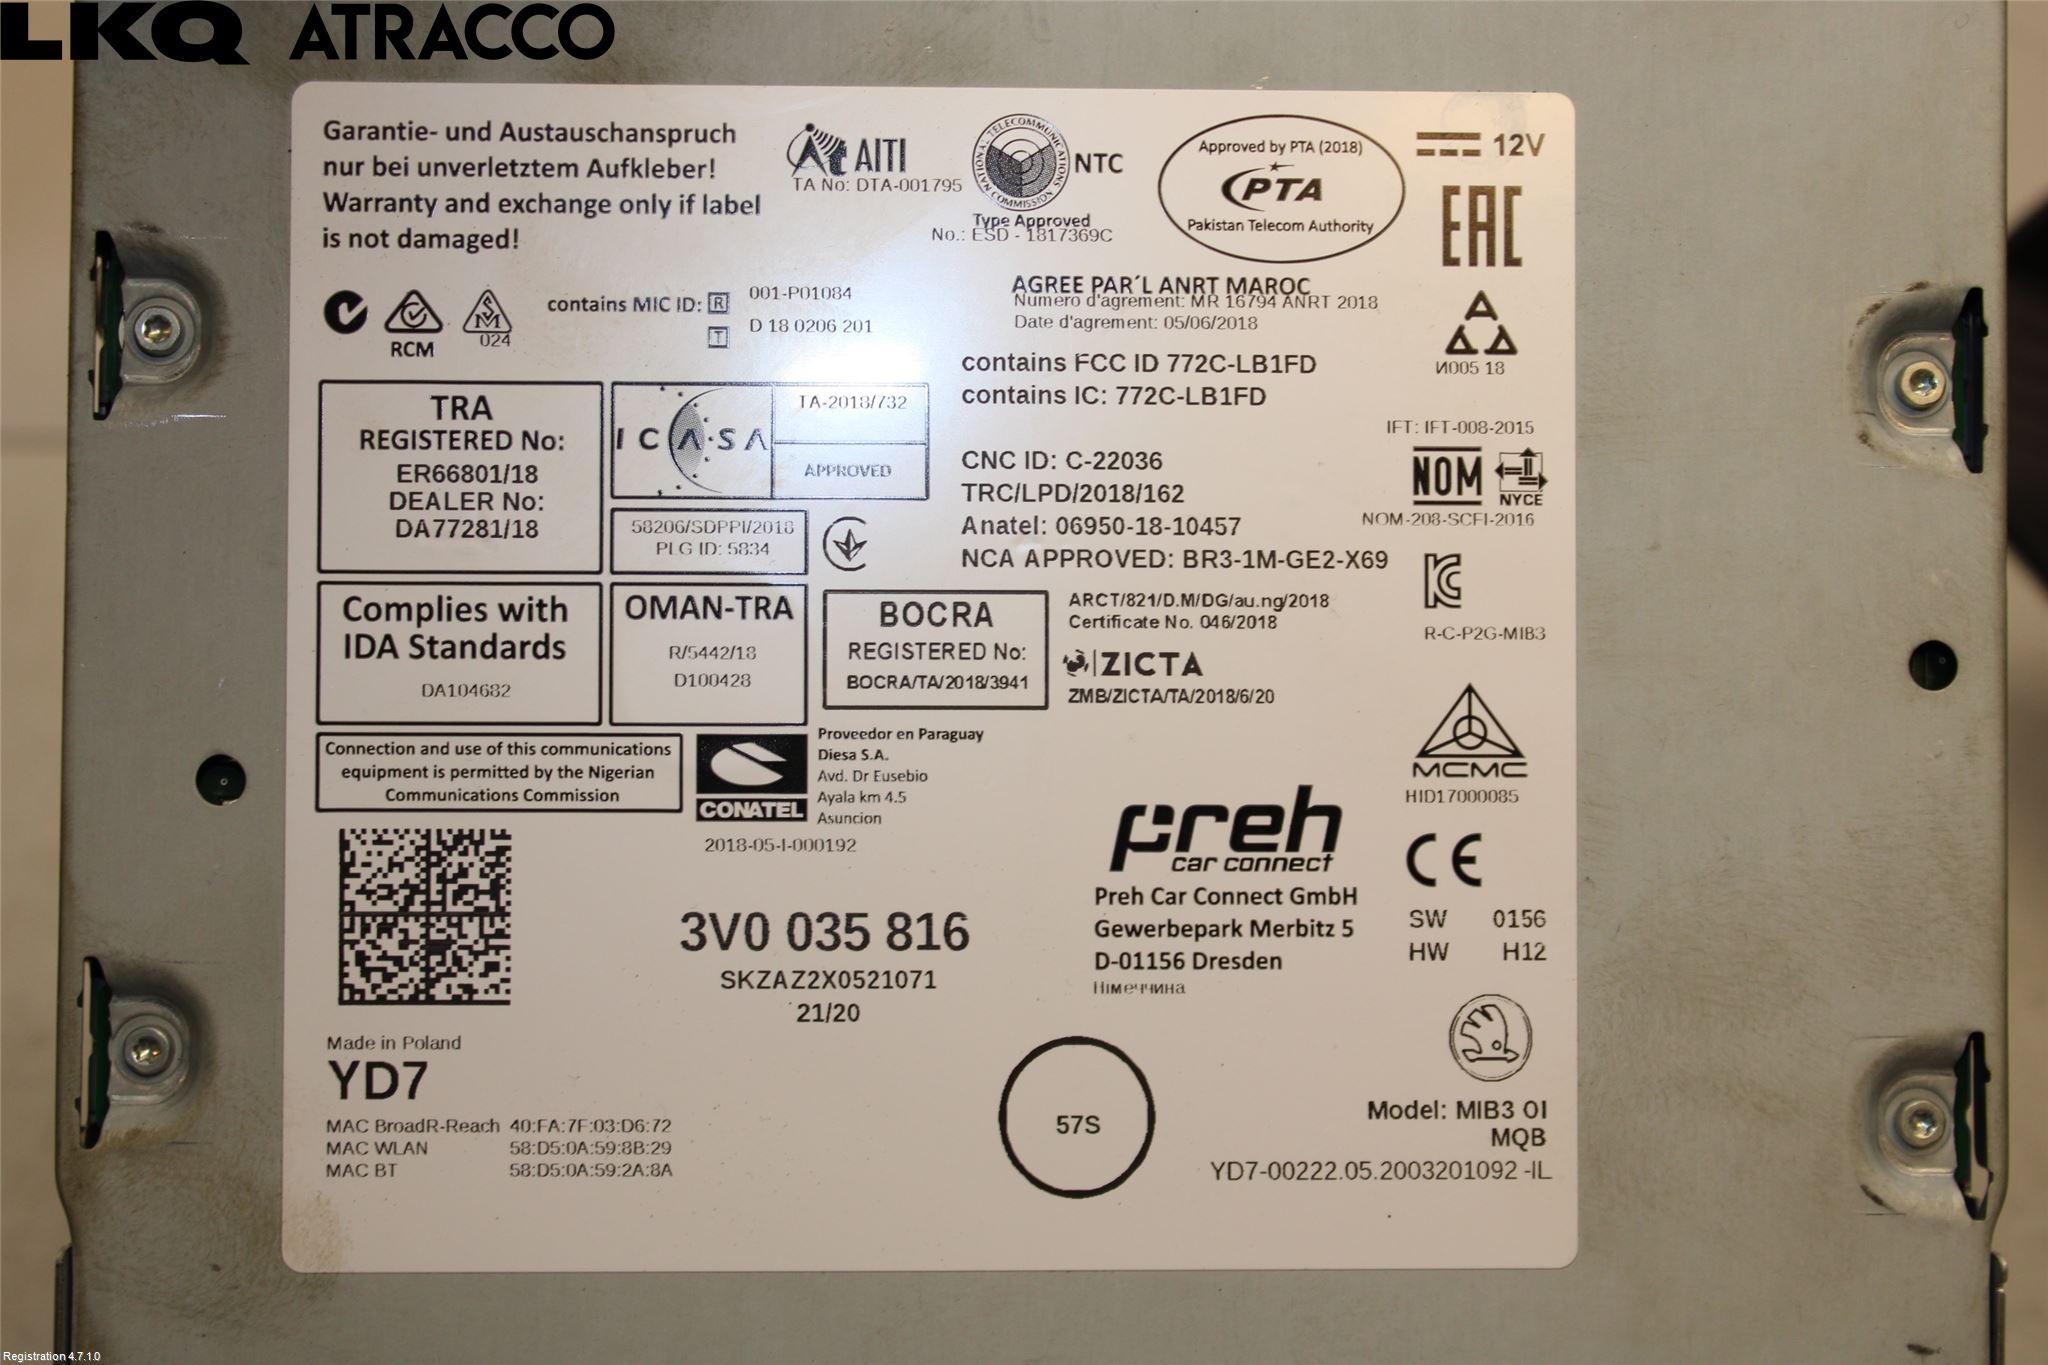 LKQ ATRACCO
Garantie- und Austauschanspruch
nur bei unverletztem Aufkleber!
Warranty and exchange only if label
is not damaged!
AITI
TA No: DTA-001795
NATIONAL TELECOMMUNICATIONS COMMISSION
NTC
Type Approved
No.: ESD - 1817369C
Approved by PTA (2018)
PTA
Pakistan Telecom Authority
12V
EAC
RCM
SM
024
contains MIC ID: R 001-P01084
T D 18 0206 201
AGREE PAR´L ANRT MAROC
Numero d'agrement: MR 16794 ANRT 2018
Date d'agrement: 05/06/2018
И005 18
contains FCC ID 772C-LB1FD
contains IC: 772C-LB1FD
TRA
REGISTERED No:
ER66801/18
DEALER No:
DA77281/18
ICASA
TA-2018/732
APPROVED
58206/SDPPI/2018
PLG ID: 5834
CNC ID: C-22036
TRC/LPD/2018/162
Anatel: 06950-18-10457
NCA APPROVED: BR3-1M-GE2-X69
IFT: IFT-008-2015
NOM NYCE
NOM-208-SCFI-2016
R-C-P2G-MIB3
Complies with
IDA Standards
DA104682
OMAN-TRA
R/5442/18
D100428
BOCRA
REGISTERED No:
BOCRA/TA/2018/3941
ARCT/821/D.M/DG/au.ng/2018
Certificate No. 046/2018
ZICTA
ZMB/ZICTA/TA/2018/6/20
MCMC
HID17000085
Connection and use of this communications
equipment is permitted by the Nigerian
Communications Commission
CONATEL
Proveedor en Paraguay
Diesa S.A.
Avd. Dr Eusebio
Ayala km 4.5
Asuncion
2018-05-I-000192
preh
car connect
Preh Car Connect GmbH
Gewerbepark Merbitz 5
D-01156 Dresden
Німеччина
CE
SW 0156
HW H12
3V0 035 816
SKZAZ2X0521071
21/20
Made in Poland
YD7
MAC BroadR-Reach 40:FA:7F:03:D6:72
MAC WLAN 58:D5:0A:59:8B:29
MAC BT 58:D5:0A:59:2A:8A
57S
Model: MIB3 OI
MQB
YD7-00222.05.2003201092 -IL
Registration 4.7.1.0